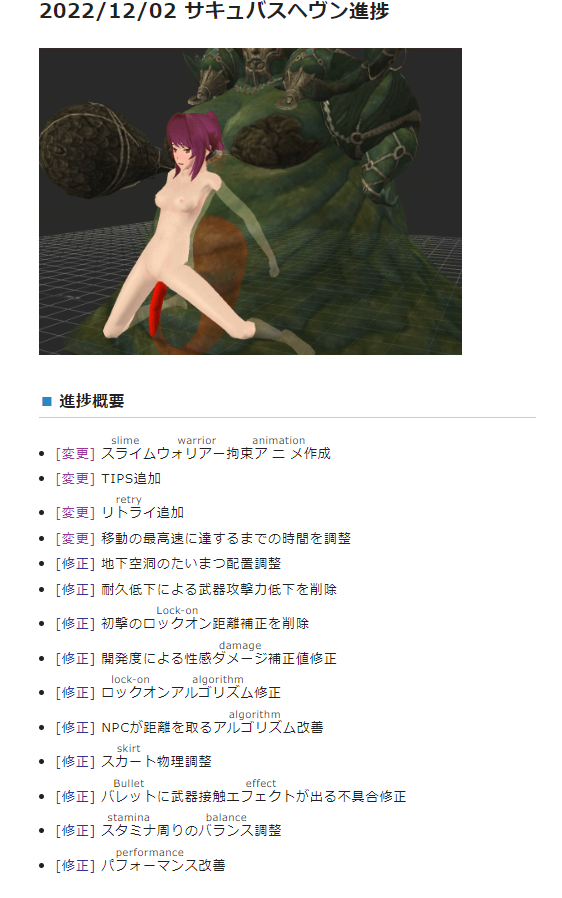 2022/12/02 サキュバスヘヴン進捗
■ 進捗概要
slime warrior animation
[変更] スライムウォリアー拘束アニメ作成
[変更] TIPS追加
retry
[変更] リトライ追加
[変更] 移動の最高速に達するまでの時間を調整
[修正] 地下空洞のたいまつ配置調整
[修正] 耐久低下による武器攻撃力低下を削除
Lock-on
[修正] 初撃のロックオン距離補正を削除
damage
[修正] 開発度による性感ダメージ補正値修正
lock-on algorithm
[修正] ロックオンアルゴリズム修正
algorithm
[修正] NPCが距離を取るアルゴリズム改善
skirt
[修正] スカート物理調整
Bullet effect
[修正] バレットに武器接触エフェクトが出る不具合修正
stamina balance
[修正] スタミナ周りのバランス調整
performance
[修正] パフォーマンス改善